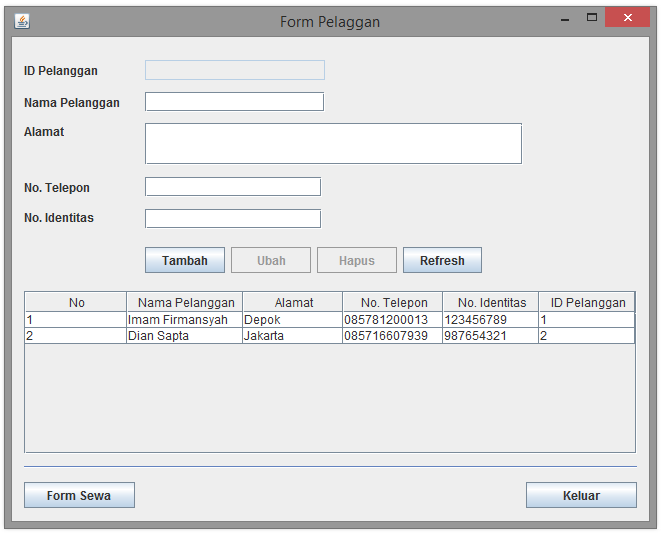 Form Pelaggan
ID Pelanggan
Nama Pelanggan
Alamat
No. Telepon
No. Identitas
Tambah Ubah Hapus Refresh
No Nama Pelanggan Alamat No. Telepon No. Identitas ID Pelanggan
1 Imam Firmansyah Depok 085781200013 123456789 1
2 Dian Sapta Jakarta 085716607939 987654321 2
Form Sewa Keluar